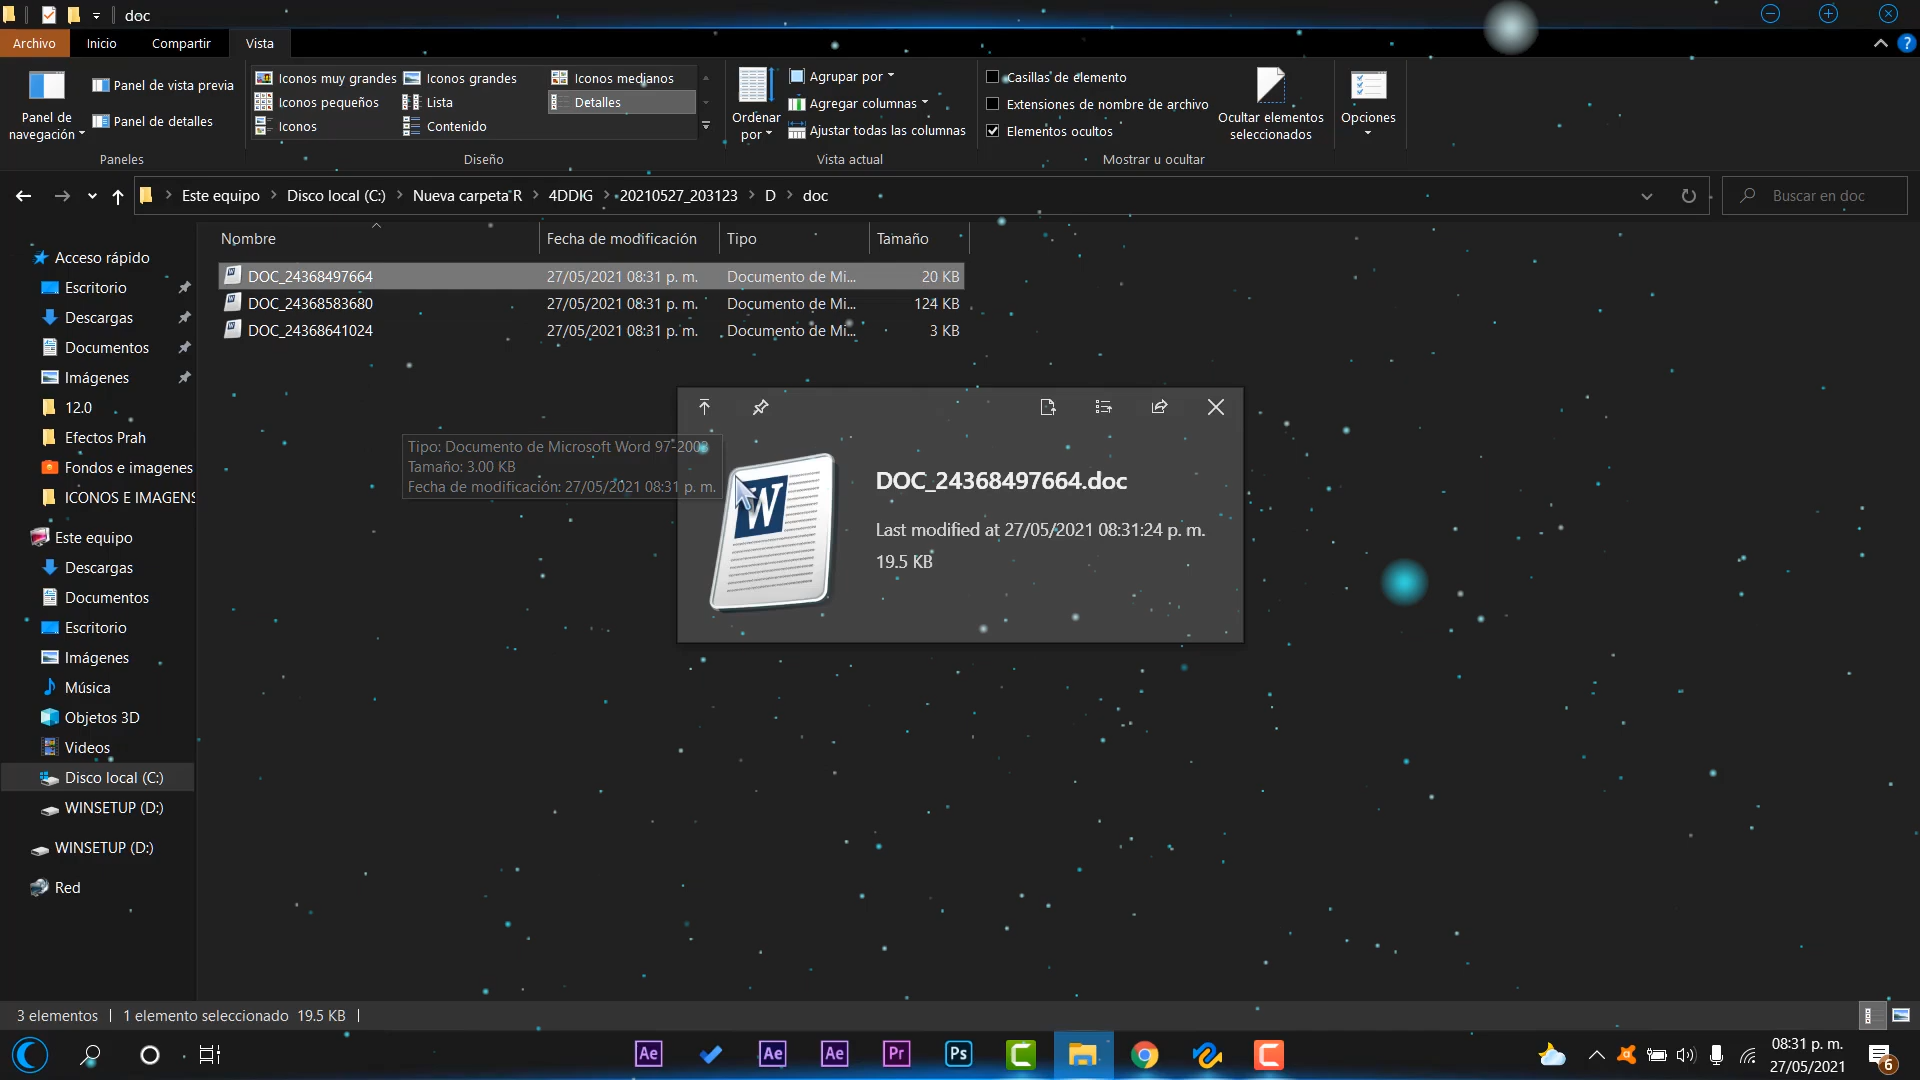 doc
Archivo Inicio Compartir Vista
Panel de navegación
Panel de vista previa
Panel de detalles
Paneles
Iconos muy grandes Iconos grandes Iconos medianos
Iconos pequeños Lista Detalles
Iconos Contenido
Diseño
Ordenar por
Agrupar por
Agregar columnas
Ajustar todas las columnas
Vista actual
Casillas de elemento
Extensiones de nombre de archivo
Elementos ocultos
Ocultar elementos seleccionados
Mostrar u ocultar
Opciones
Este equipo Disco local (C:) Nueva carpeta R 4DDIG 20210527_203123 D doc
Buscar en doc
Nombre Fecha de modificación Tipo Tamaño
DOC_24368497664 27/05/2021 08:31 p. m. Documento de Mi... 20 KB
DOC_24368583680 27/05/2021 08:31 p. m. Documento de Mi... 124 KB
DOC_24368641024 27/05/2021 08:31 p. m. Documento de Mi... 3 KB
Acceso rápido
Escritorio
Descargas
Documentos
Imágenes
12.0
Efectos Prah
Fondos e imagenes
ICONOS E IMAGENS
Este equipo
Descargas
Documentos
Escritorio
Imágenes
Música
Objetos 3D
Videos
Disco local (C:)
WINSETUP (D:)
WINSETUP (D:)
Red
Tipo: Documento de Microsoft Word 97-2003
Tamaño: 3.00 KB
Fecha de modificación: 27/05/2021 08:31 p. m.
W
DOC_24368497664.doc
Last modified at 27/05/2021 08:31:24 p. m.
19.5 KB
3 elementos 1 elemento seleccionado 19.5 KB
Ae Ae Ae Pr Ps C C
08:31 p. m.
27/05/2021
6